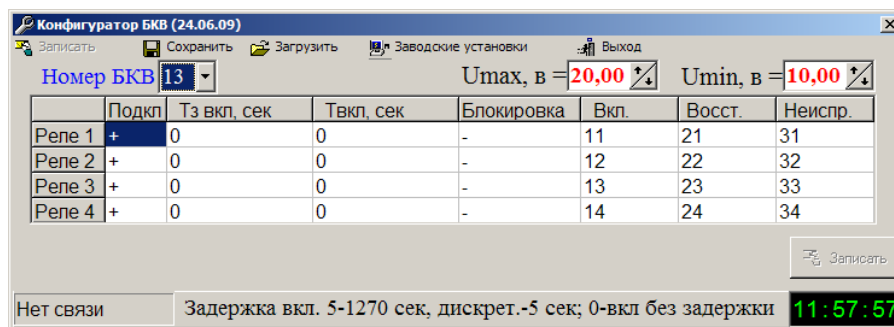 Конфигуратор БКВ (24.06.09)
Записать Сохранить Загрузить Заводские установки Выход
Номер БКВ 13 Umax, в = 20,00 Umin, в = 10,00
Подкл Тз вкл, сек Твкл, сек Блокировка Вкл. Восст. Неиспр.
Реле 1 + 0 0 - 11 21 31
Реле 2 + 0 0 - 12 22 32
Реле 3 + 0 0 - 13 23 33
Реле 4 + 0 0 - 14 24 34
Записать
Нет связи Задержка вкл. 5-1270 сек, дискрет.-5 сек; 0-вкл без задержки 11:57:57